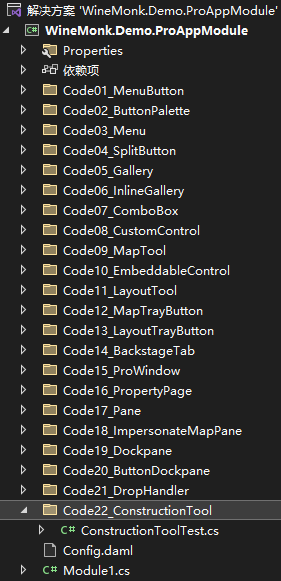 解决方案 'WineMonk.Demo.ProAppModule'
C# WineMonk.Demo.ProAppModule
Properties
依赖项
Code01_MenuButton
Code02_ButtonPalette
Code03_Menu
Code04_SplitButton
Code05_Gallery
Code06_InlineGallery
Code07_ComboBox
Code08_CustomControl
Code09_MapTool
Code10_EmbeddableControl
Code11_LayoutTool
Code12_MapTrayButton
Code13_LayoutTrayButton
Code14_BackstageTab
Code15_ProWindow
Code16_PropertyPage
Code17_Pane
Code18_ImpersonateMapPane
Code19_Dockpane
Code20_ButtonDockpane
Code21_DropHandler
Code22_ConstructionTool
C# ConstructionToolTest.cs
Config.daml
C# Module1.cs